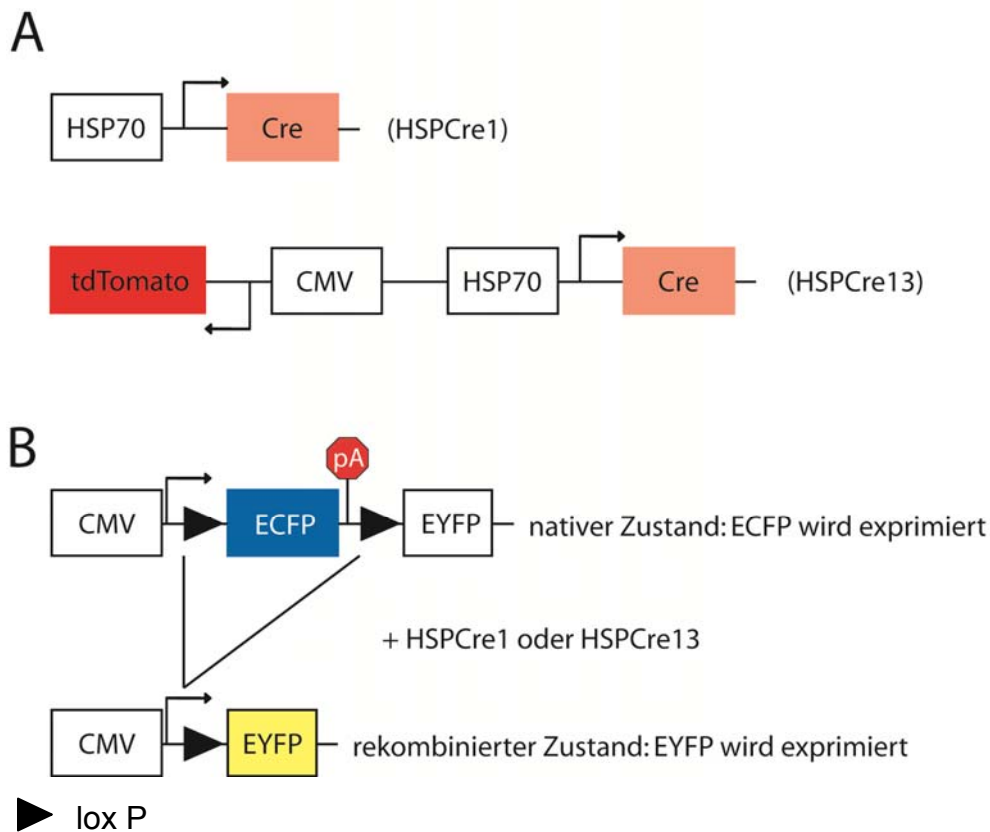 A
HSP70 Cre (HSPCre1)
tdTomato CMV HSP70 Cre (HSPCre13)
B
pA
CMV ECFP EYFP nativer Zustand: ECFP wird exprimiert
+ HSPCre1 oder HSPCre13
CMV EYFP rekombinierter Zustand: EYFP wird exprimiert
lox P